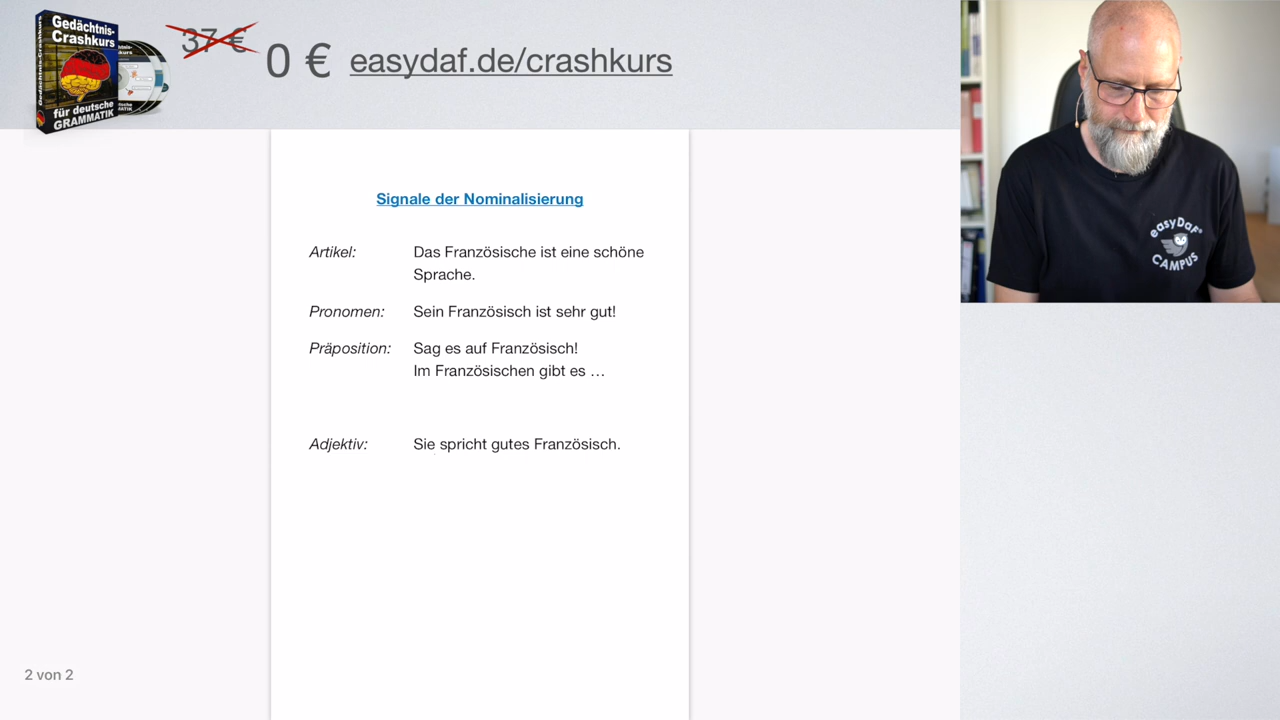 Gedächtnis-
Crashkurs
für deutsche
GRAMMATIK
37 €
0 €
easydaf.de/crashkurs
Signale der Nominalisierung
Artikel: Das Französische ist eine schöne
Sprache.
Pronomen: Sein Französisch ist sehr gut!
Präposition: Sag es auf Französisch!
Im Französischen gibt es …
Adjektiv: Sie spricht gutes Französisch.
2 von 2
easyDaF®
CAMPUS